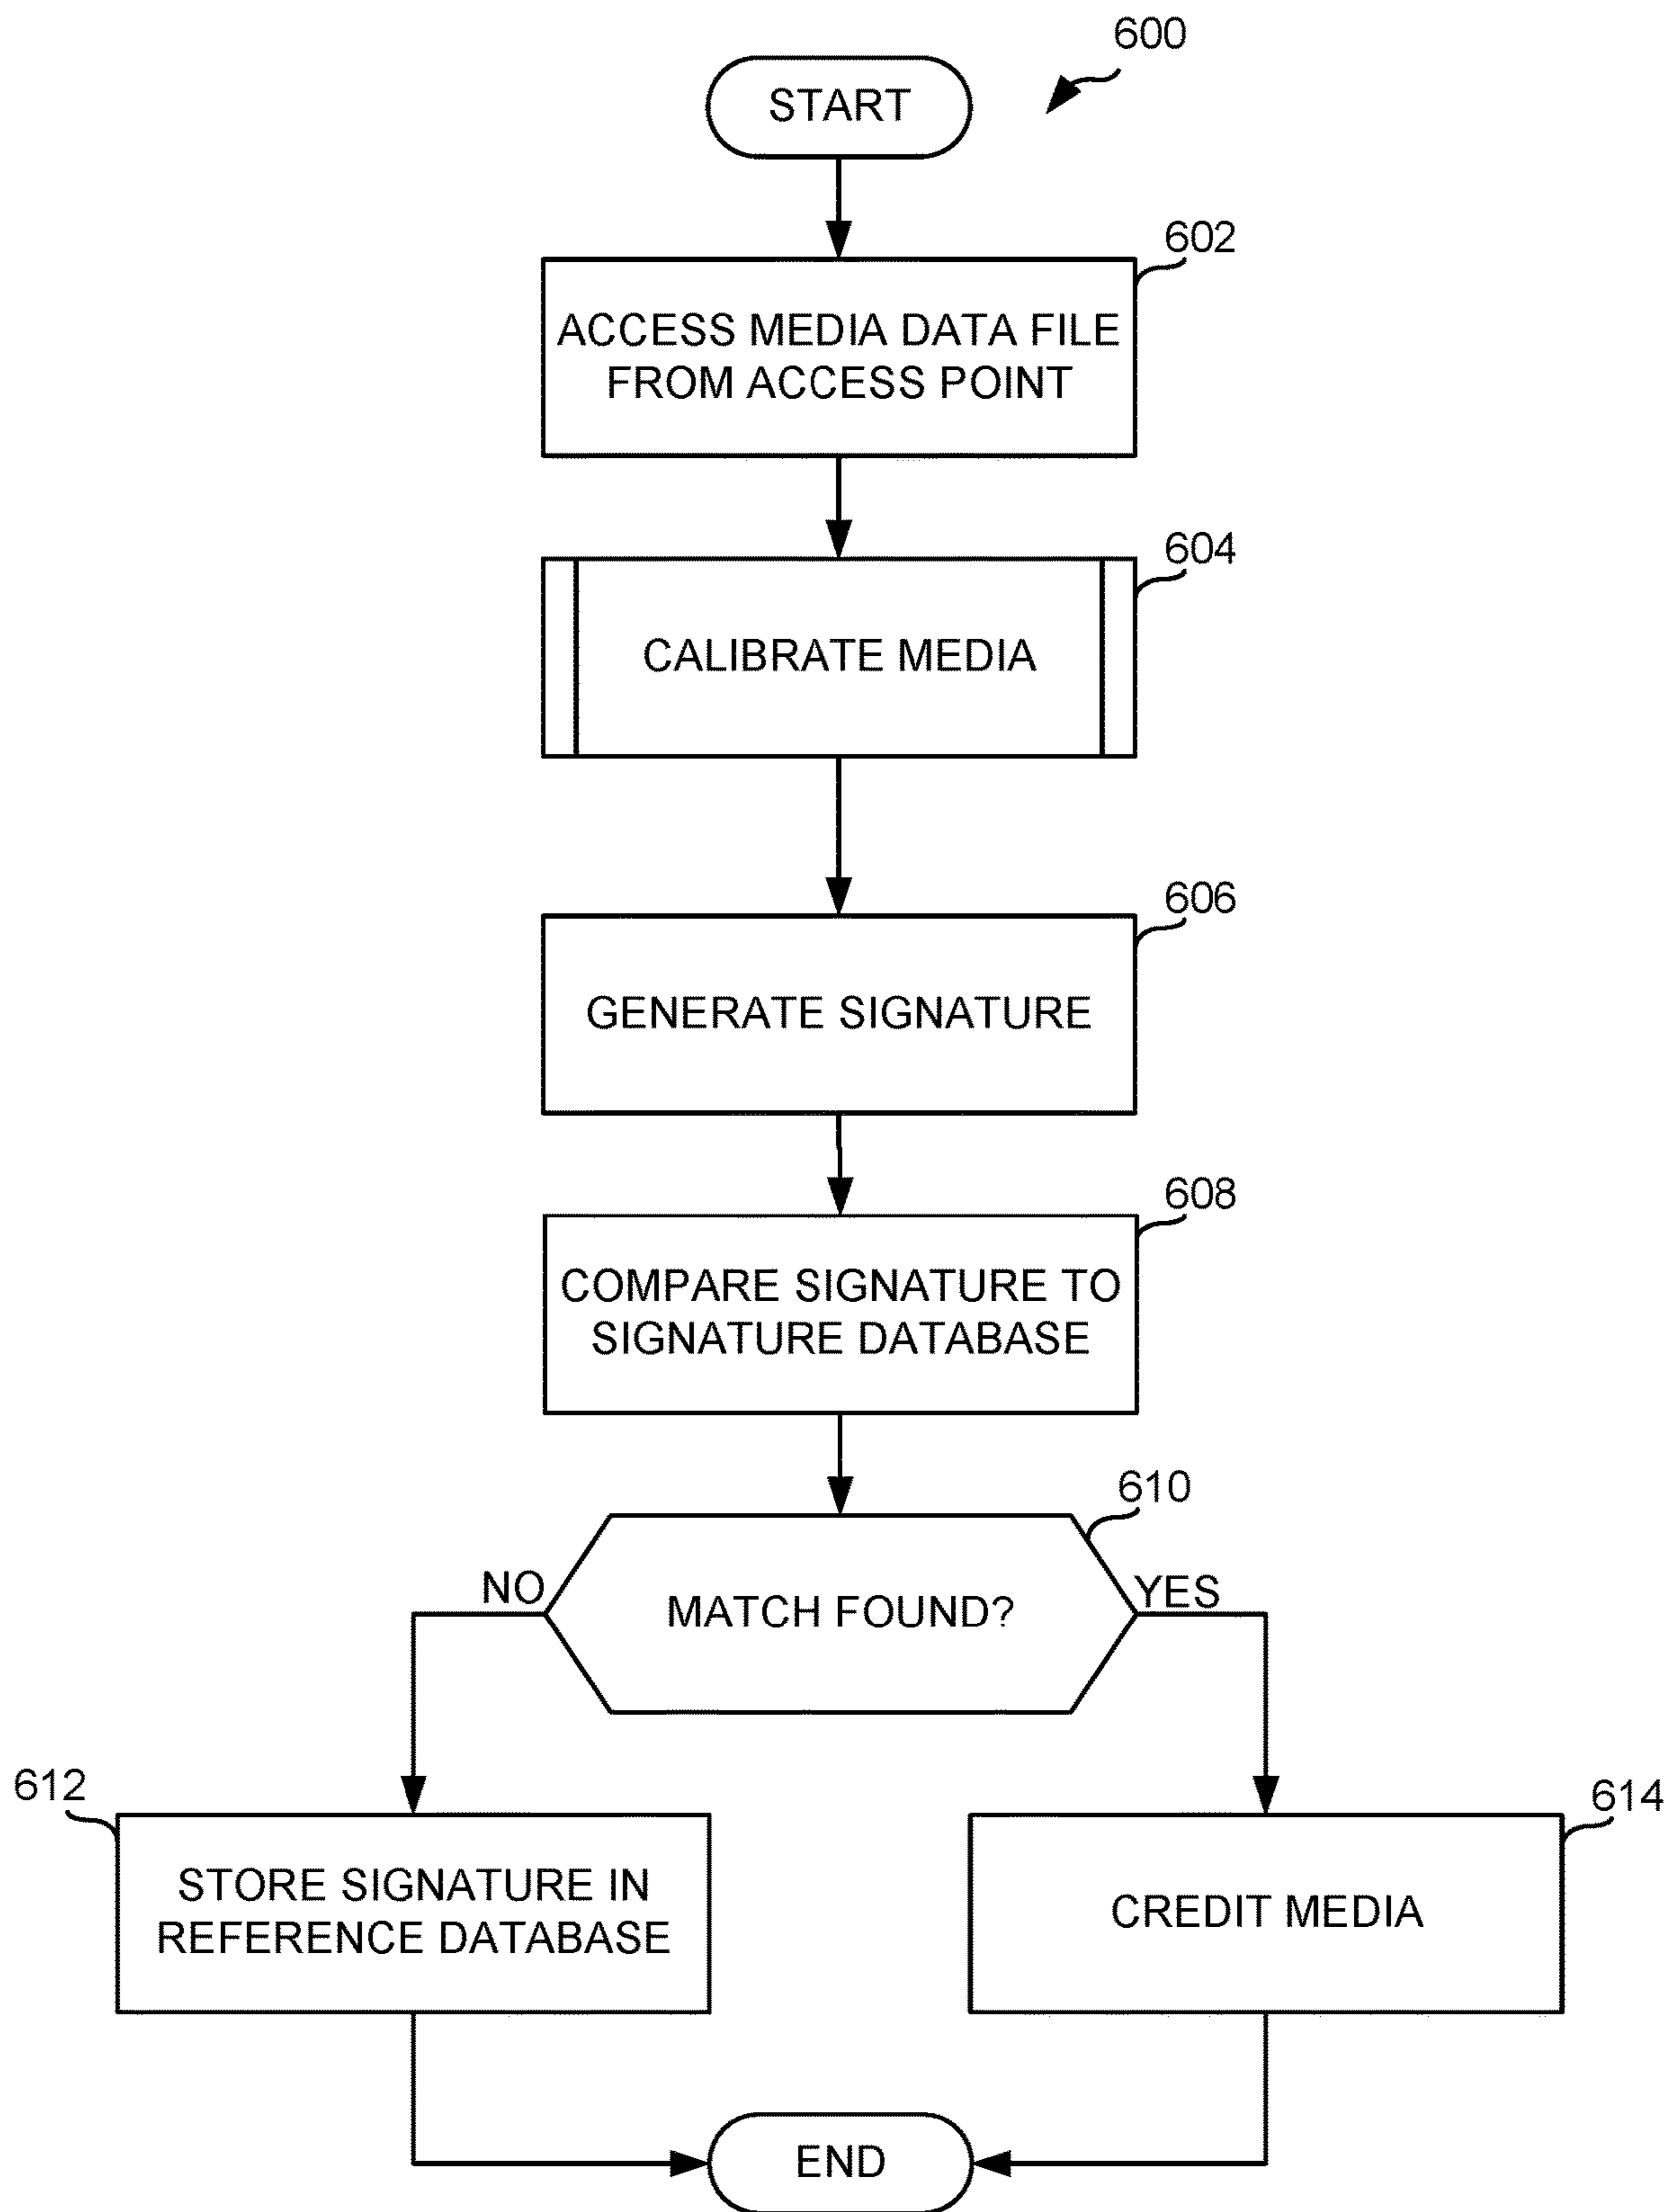 600
START
602
ACCESS MEDIA DATA FILE
FROM ACCESS POINT
604
CALIBRATE MEDIA
606
GENERATE SIGNATURE
608
COMPARE SIGNATURE TO
SIGNATURE DATABASE
610
NO
YES
MATCH FOUND?
612
614
STORE SIGNATURE IN
REFERENCE DATABASE
CREDIT MEDIA
END